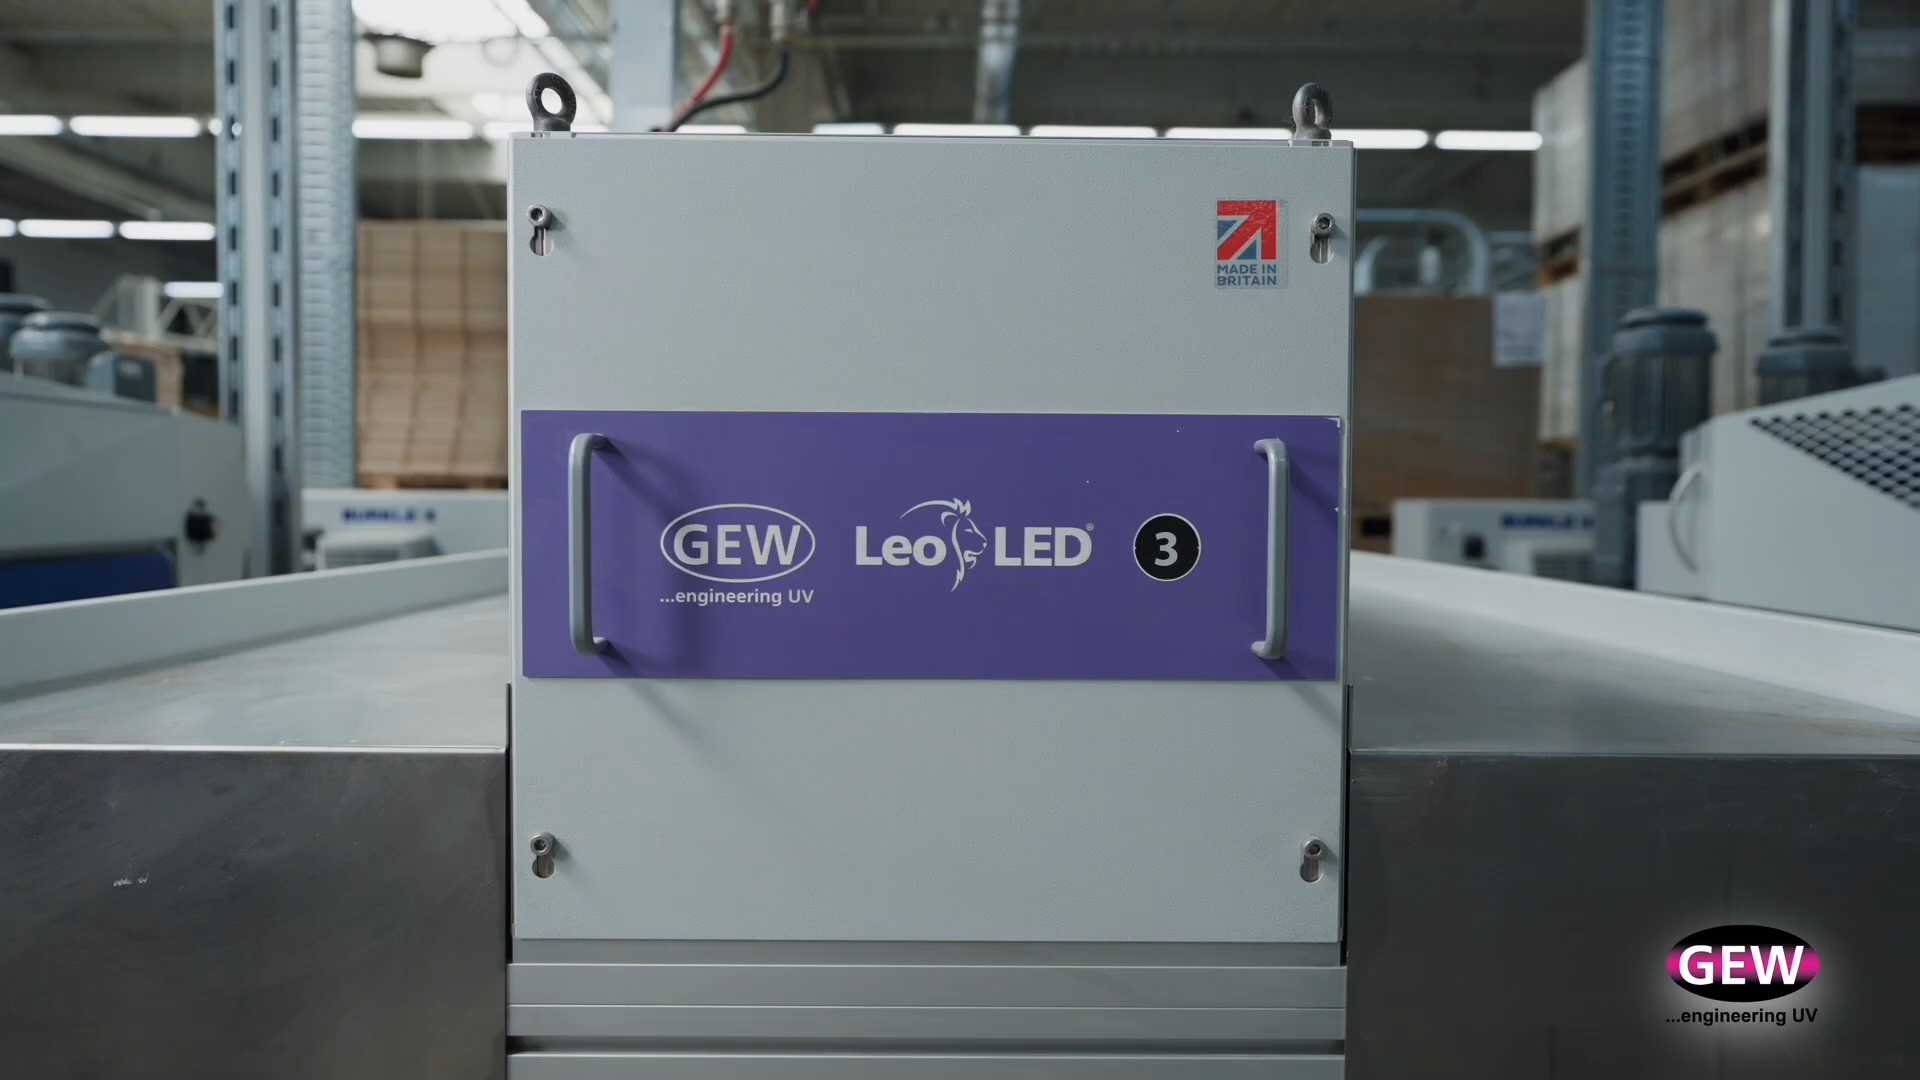 MADE IN
BRITAIN
GEW
...engineering UV
Leo LED®
3
GEW
...engineering UV